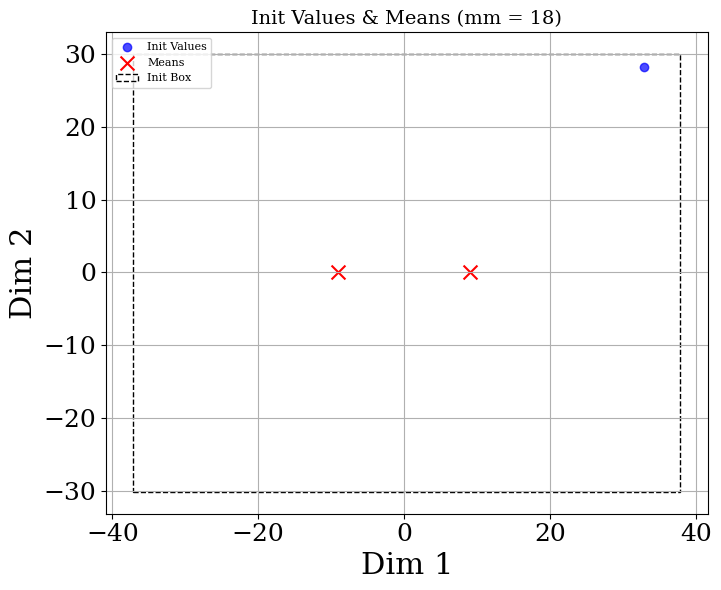 Init Values & Means (mm = 18)
Init Values
Means
Init Box
30
20
10
0
−10
−20
−30
Dim 2
−40
−20
0
20
40
Dim 1